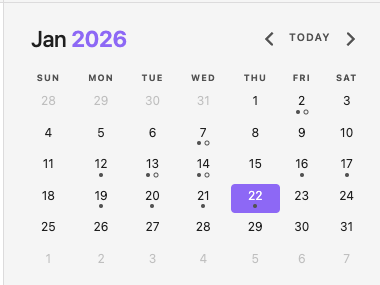 Jan 2026 TODAY
SUN MON TUE WED THU FRI SAT
28 29 30 31 1 2 3
4 5 6 7 8 9 10
11 12 13 14 15 16 17
18 19 20 21 22 23 24
25 26 27 28 29 30 31
1 2 3 4 5 6 7